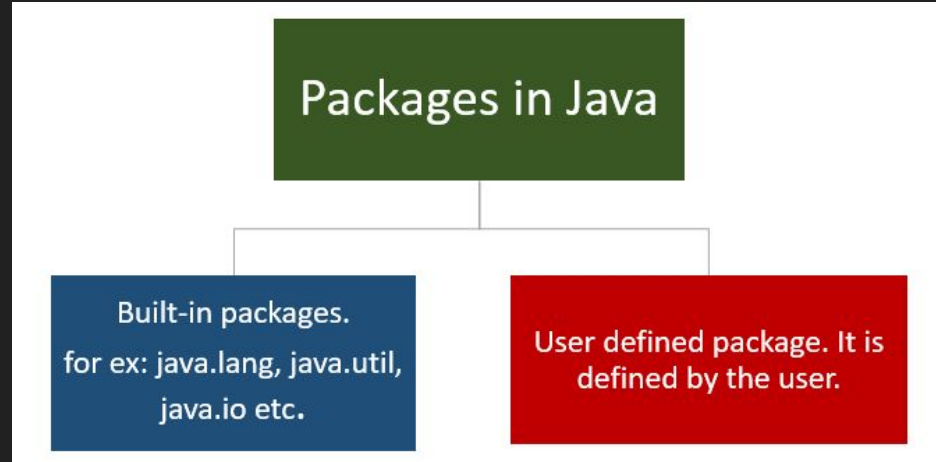 Packages in Java
Built-in packages.
for ex: java.lang, java.util,
java.io etc.
User defined package. It is
defined by the user.